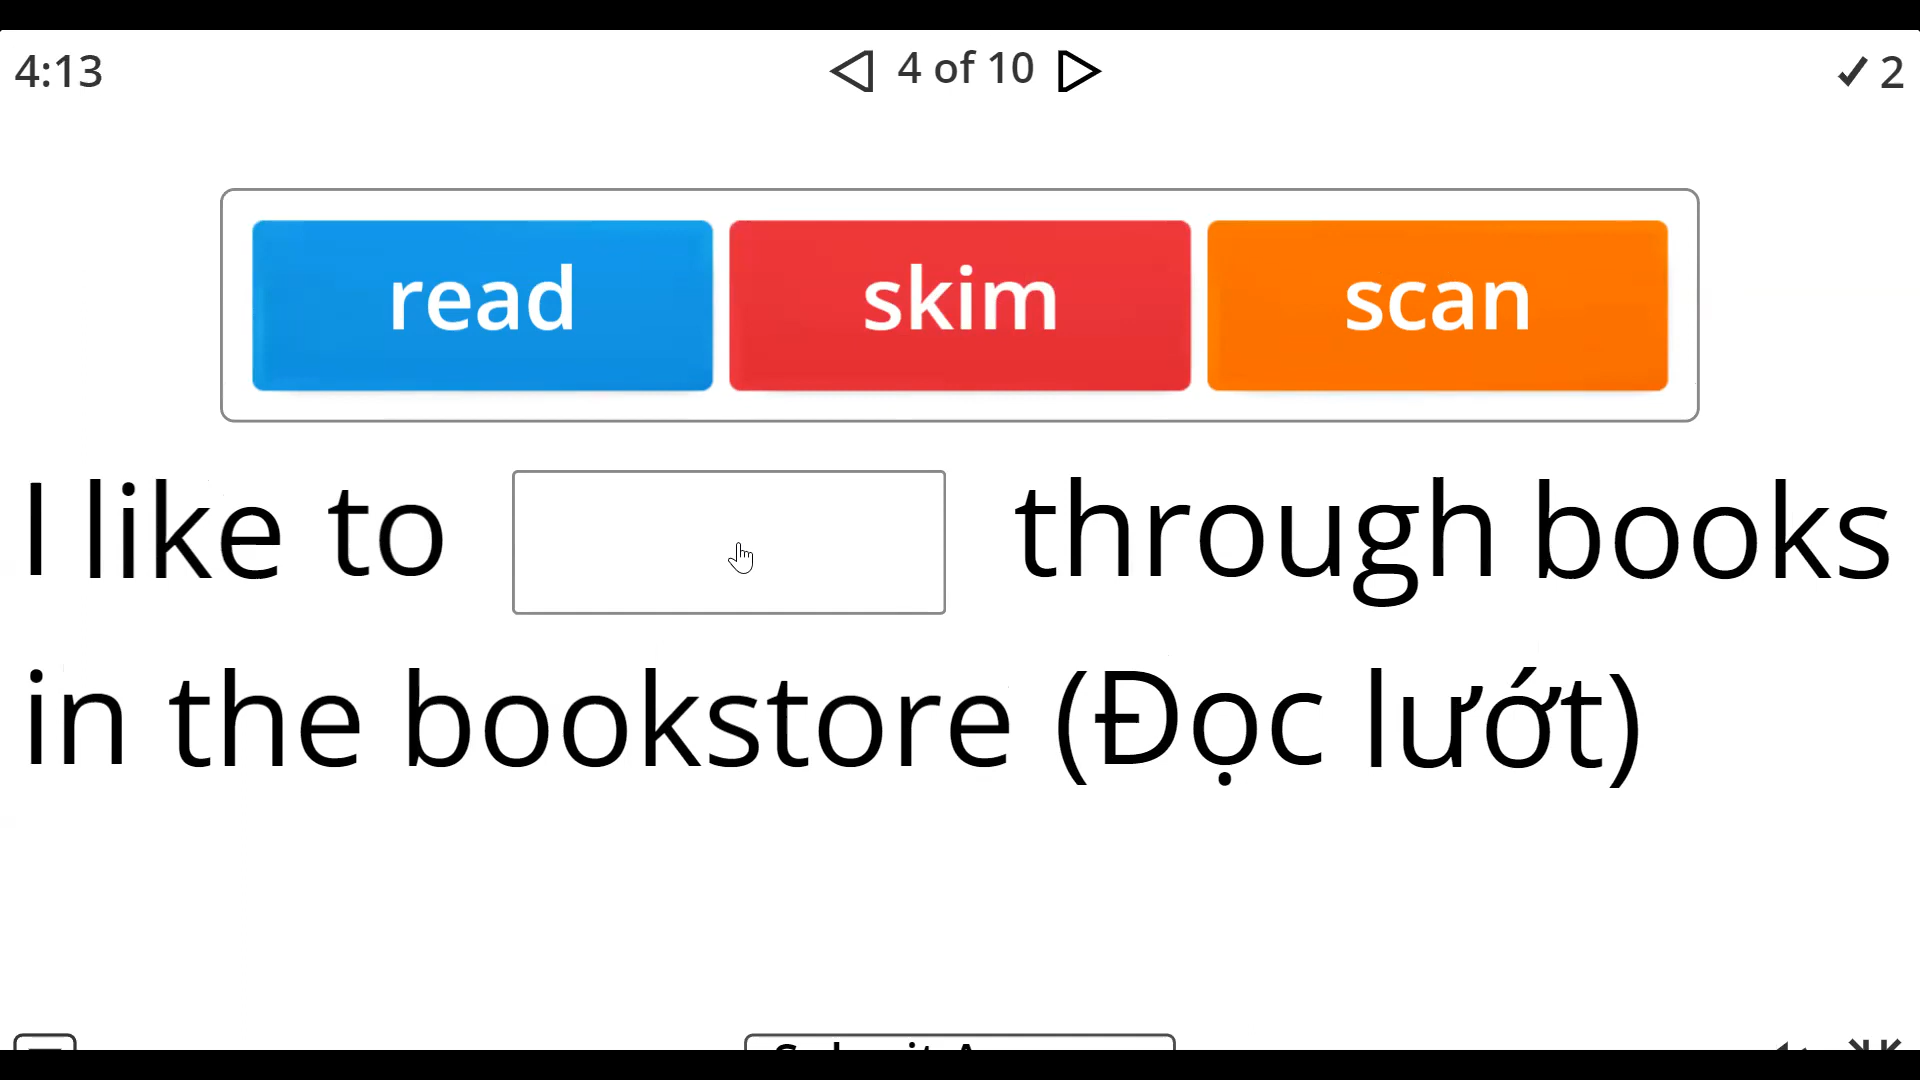 4:13
4 of 10
✓ 2
read
skim
scan
I like to through books
in the bookstore (Đọc lướt)